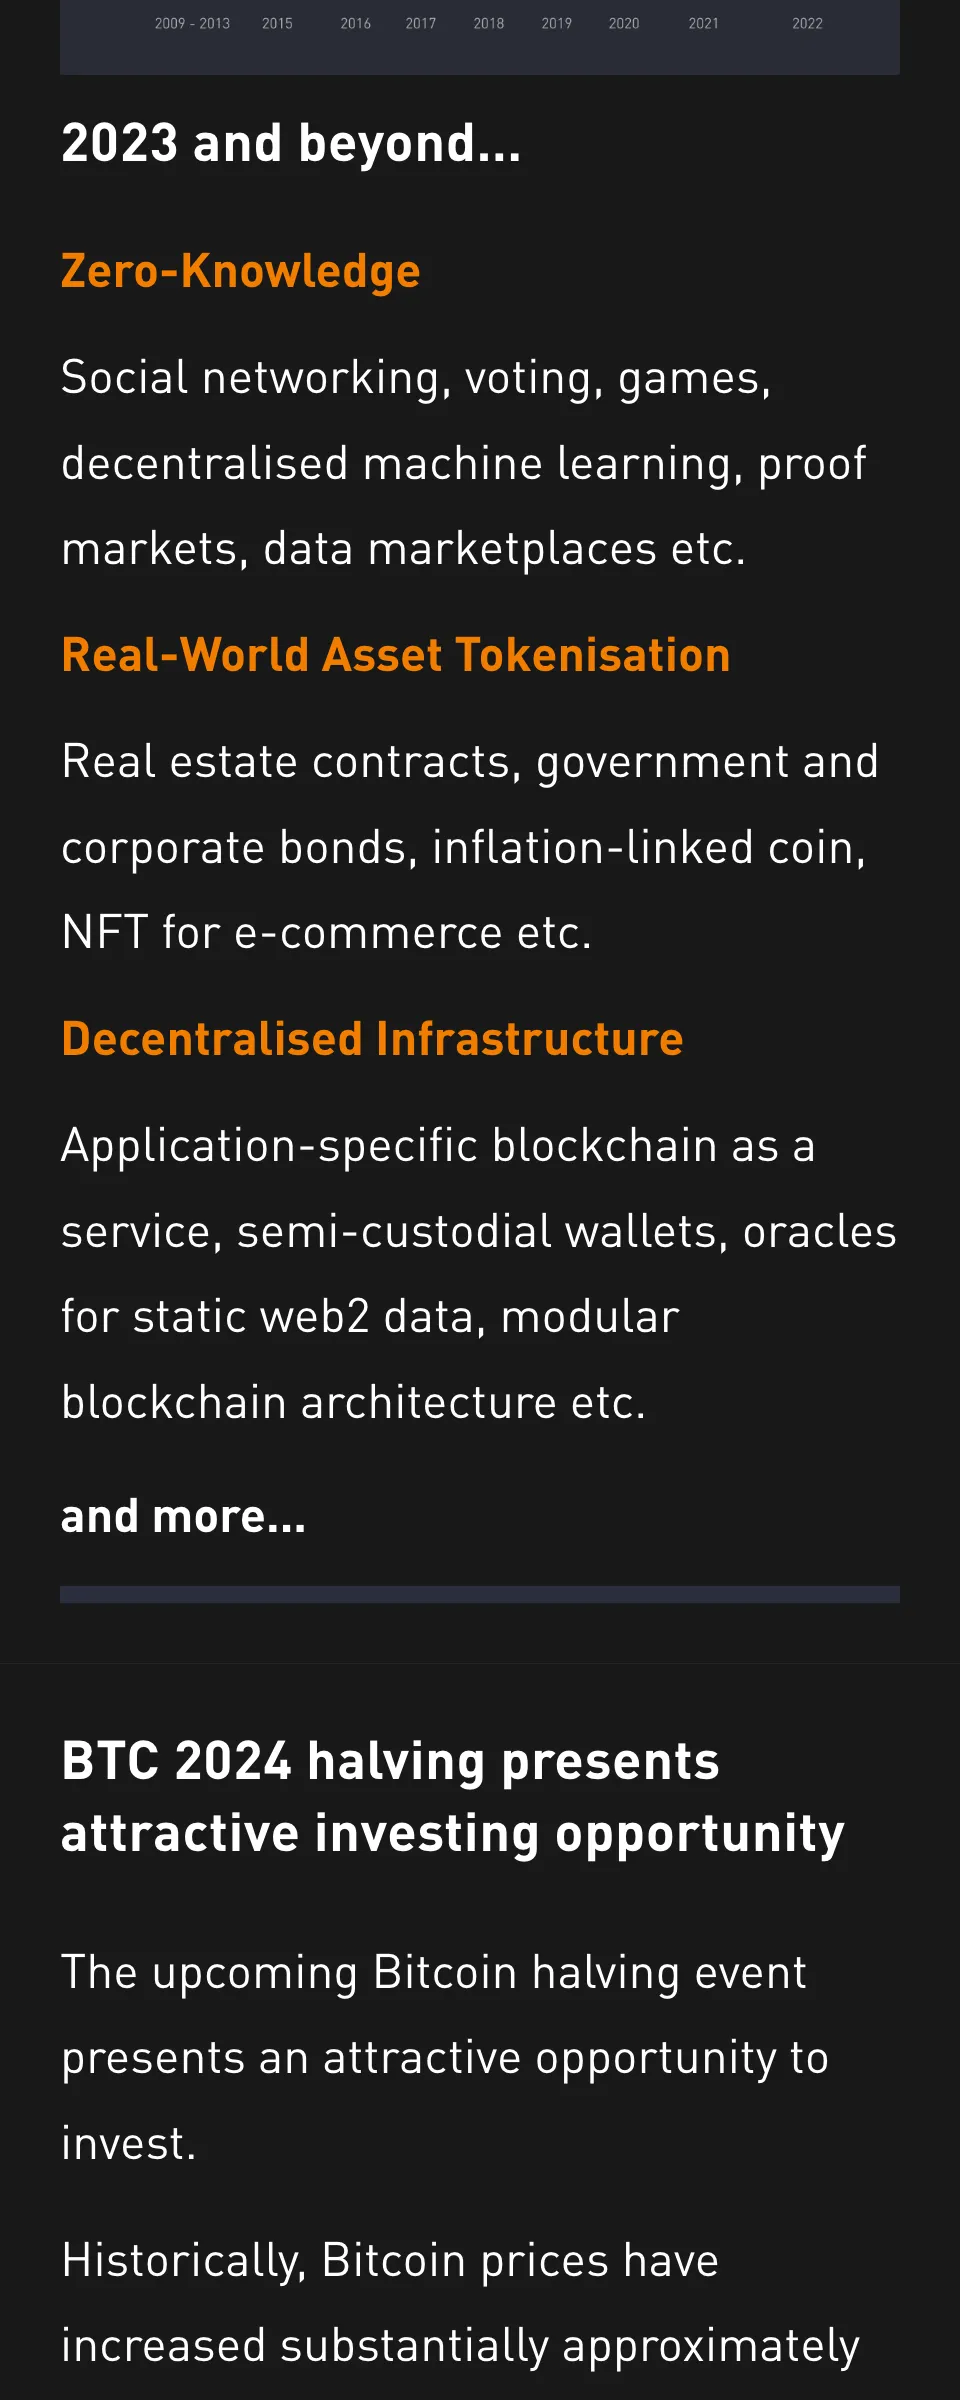 2009 - 2013 2015 2016 2017 2018 2019 2020 2021 2022
2023 and beyond...
Zero-Knowledge
Social networking, voting, games,
decentralised machine learning, proof
markets, data marketplaces etc.
Real-World Asset Tokenisation
Real estate contracts, government and
corporate bonds, inflation-linked coin,
NFT for e-commerce etc.
Decentralised Infrastructure
Application-specific blockchain as a
service, semi-custodial wallets, oracles
for static web2 data, modular
blockchain architecture etc.
and more...
BTC 2024 halving presents
attractive investing opportunity
The upcoming Bitcoin halving event
presents an attractive opportunity to
invest.
Historically, Bitcoin prices have
increased substantially approximately